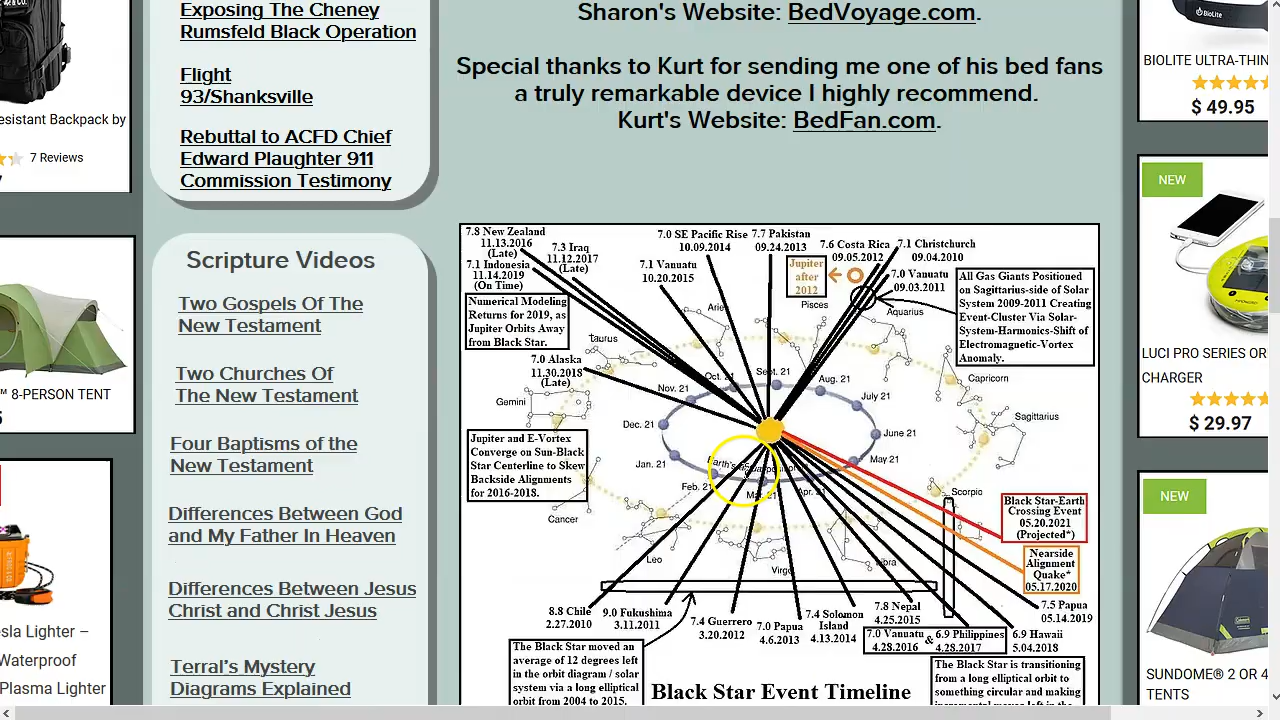 esistant Backpack by
7 Reviews
™ 8-PERSON TENT
sla Lighter –
Waterproof
Plasma Lighter
Exposing The Cheney
Rumsfeld Black Operation
Flight
93/Shanksville
Rebuttal to ACFD Chief
Edward Plaughter 911
Commission Testimony
Scripture Videos
Two Gospels Of The
New Testament
Two Churches Of
The New Testament
Four Baptisms of the
New Testament
Differences Between God
and My Father In Heaven
Differences Between Jesus
Christ and Christ Jesus
Terral's Mystery
Diagrams Explained
Sharon's Website: BedVoyage.com.
Special thanks to Kurt for sending me one of his bed fans
a truly remarkable device I highly recommend.
Kurt's Website: BedFan.com.
7.8 New Zealand
11.13.2016
(Late)
7.3 Iraq
11.12.2017
(Late)
7.1 Indonesia
11.14.2019
(On Time)
7.0 SE Pacific Rise
10.09.2014
7.7 Pakistan
09.24.2013
7.6 Costa Rica
09.05.2012
7.1 Christchurch
09.04.2010
7.1 Vanuatu
10.20.2015
Jupiter
after
2012
7.0 Vanuatu
09.03.2011
All Gas Giants Positioned
on Sagittarius-side of Solar
System 2009-2011 Creating
Event-Cluster Via Solar-
System-Harmonics-Shift of
Electromagnetic-Vortex
Anomaly.
Numerical Modeling
Returns for 2019, as
Jupiter Orbits Away
from Black Star.
Pisces
Aquarius
Taurus
7.0 Alaska
11.30.2018
(Late)
Capricorn
Gemini
Sagittarius
Nov. 21
Oct. 21
Sept. 21
Aug. 21
July 21
Dec. 21
June 21
Jan. 21
May 21
Feb. 21
Mar. 21
Apr. 21
Jupiter and E-Vortex
Converge on Sun-Black
Star Centerline to Skew
Backside Alignments
for 2016-2018.
Scorpio
Cancer
Leo
Virgo
Libra
Black Star-Earth
Crossing Event
05.20.2021
(Projected*)
Nearside
Alignment
Quake*
05.17.2020
8.8 Chile
2.27.2010
9.0 Fukushima
3.11.2011
7.4 Guerrero
3.20.2012
7.0 Papua
4.6.2013
7.4 Solomon
Island
4.13.2014
7.8 Nepal
4.25.2015
7.0 Vanuatu
4.28.2016
&
6.9 Philippines
4.28.2017
6.9 Hawaii
5.04.2018
7.5 Papua
05.14.2019
The Black Star moved an
average of 12 degrees left
in the orbit diagram / solar
system via a long elliptical
orbit from 2004 to 2015.
Black Star Event Timeline
The Black Star is transitioning
from a long elliptical orbit to
something circular and making
incremental moves left in the
BioLite
BIOLITE ULTRA-THIN
$ 49.95
NEW
LUCI PRO SERIES OR
CHARGER
$ 29.97
NEW
SUNDOME® 2 OR 4
TENTS